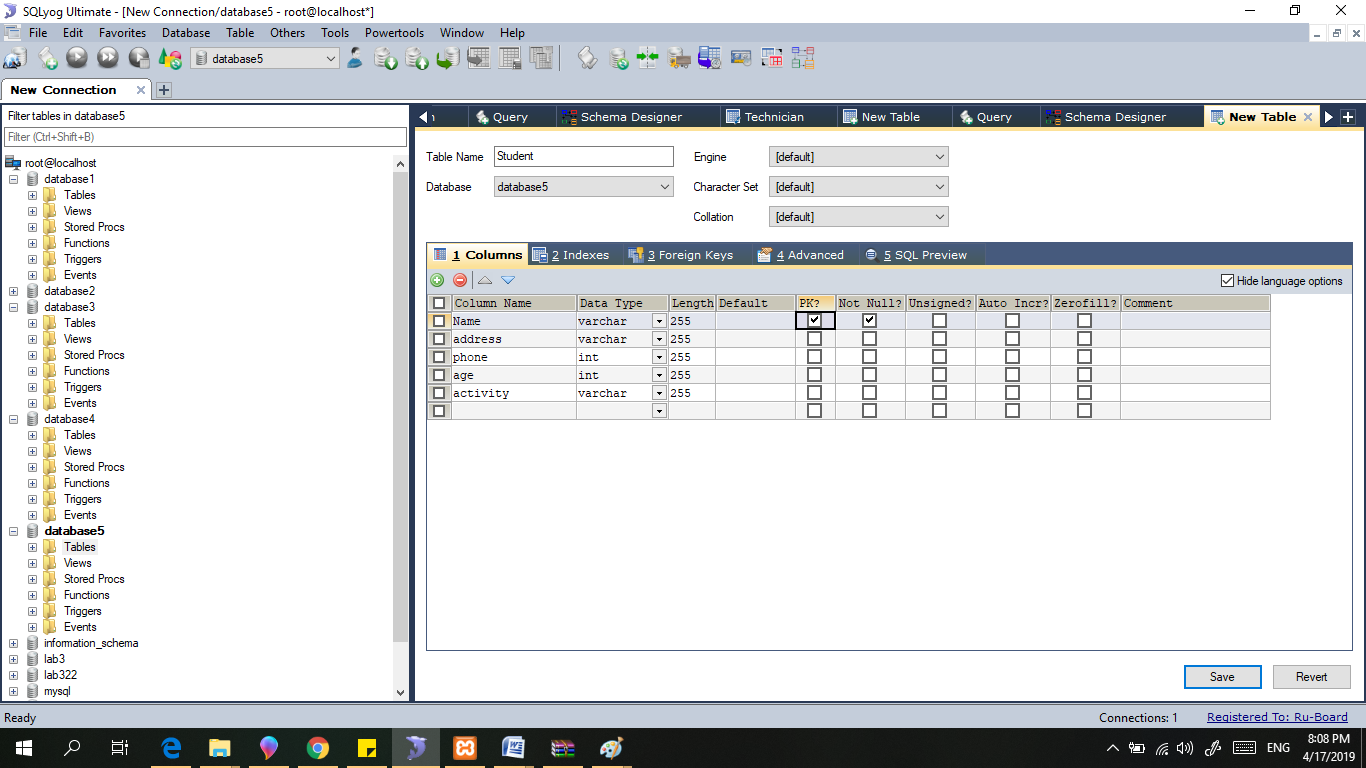 SQLyog Ultimate - [New Connection/database5 - root@localhost*]
File Edit Favorites Database Table Others Tools Powertools Window Help
database5
New Connection
Filter tables in database5
Filter (Ctrl+Shift+B)
root@localhost
database1
Tables
Views
Stored Procs
Functions
Triggers
Events
database2
database3
Tables
Views
Stored Procs
Functions
Triggers
Events
database4
Tables
Views
Stored Procs
Functions
Triggers
Events
database5
Tables
Views
Stored Procs
Functions
Triggers
Events
information_schema
lab3
lab322
mysql
Query Schema Designer Technician New Table Query Schema Designer New Table
Table Name Student Engine [default]
Database database5 Character Set [default]
Collation [default]
1 Columns 2 Indexes 3 Foreign Keys 4 Advanced 5 SQL Preview
Hide language options
Column Name Data Type Length Default PK? Not Null? Unsigned? Auto Incr? Zerofill? Comment
Name varchar 255
address varchar 255
phone int 255
age int 255
activity varchar 255
Save Revert
Ready Connections: 1 Registered To: Ru-Board
ENG 8:08 PM
4/17/2019